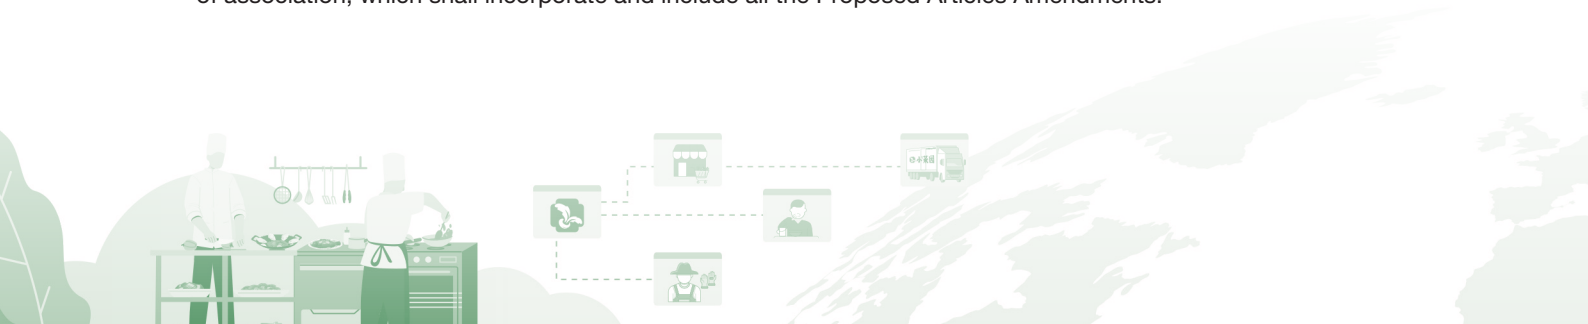 of association, which shall incorporate and include all the Proposed Articles Amendments.